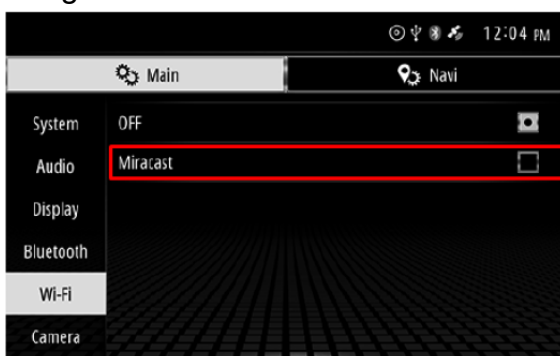 12:04 PM
Main
Navi
System
OFF
Audio
Miracast
Display
Bluetooth
Wi-Fi
Camera